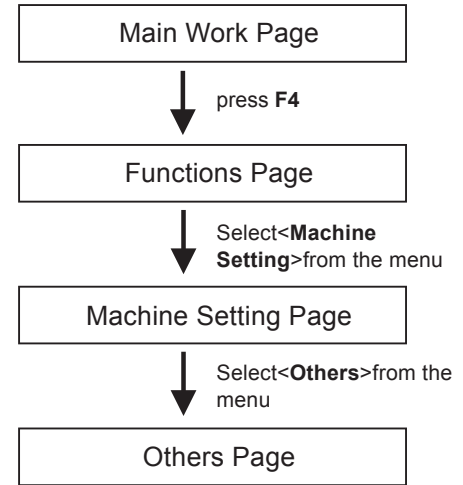 Main Work Page
press F4
Functions Page
Select<Machine
Setting>from the menu
Machine Setting Page
Select<Others>from the
menu
Others Page